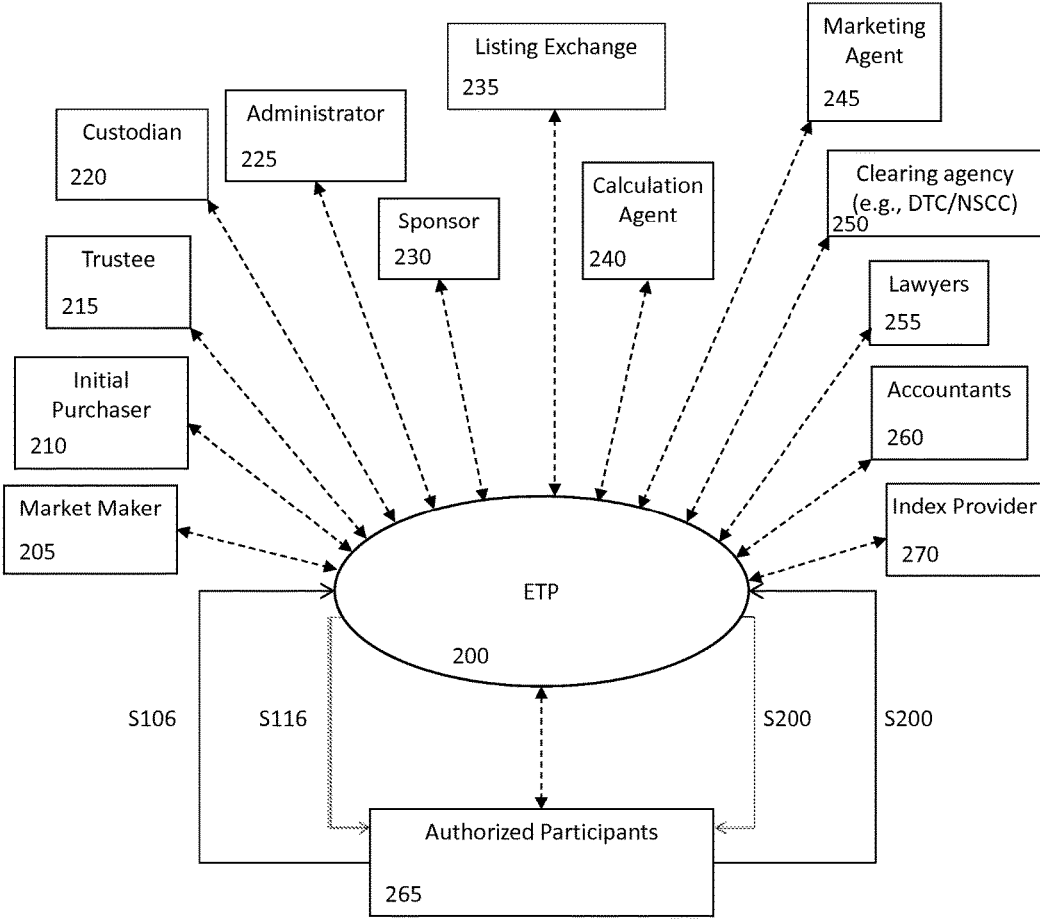 Marketing
Agent
245
Listing Exchange
235
Administrator
225
Custodian
220
Clearing agency
(e.g., DTC/NSCC)
250
Calculation
Agent
240
Sponsor
230
Trustee
215
Lawyers
255
Initial
Purchaser
210
Accountants
260
Market Maker
205
Index Provider
270
ETP
200
S106
S116
S200
S200
Authorized Participants
265